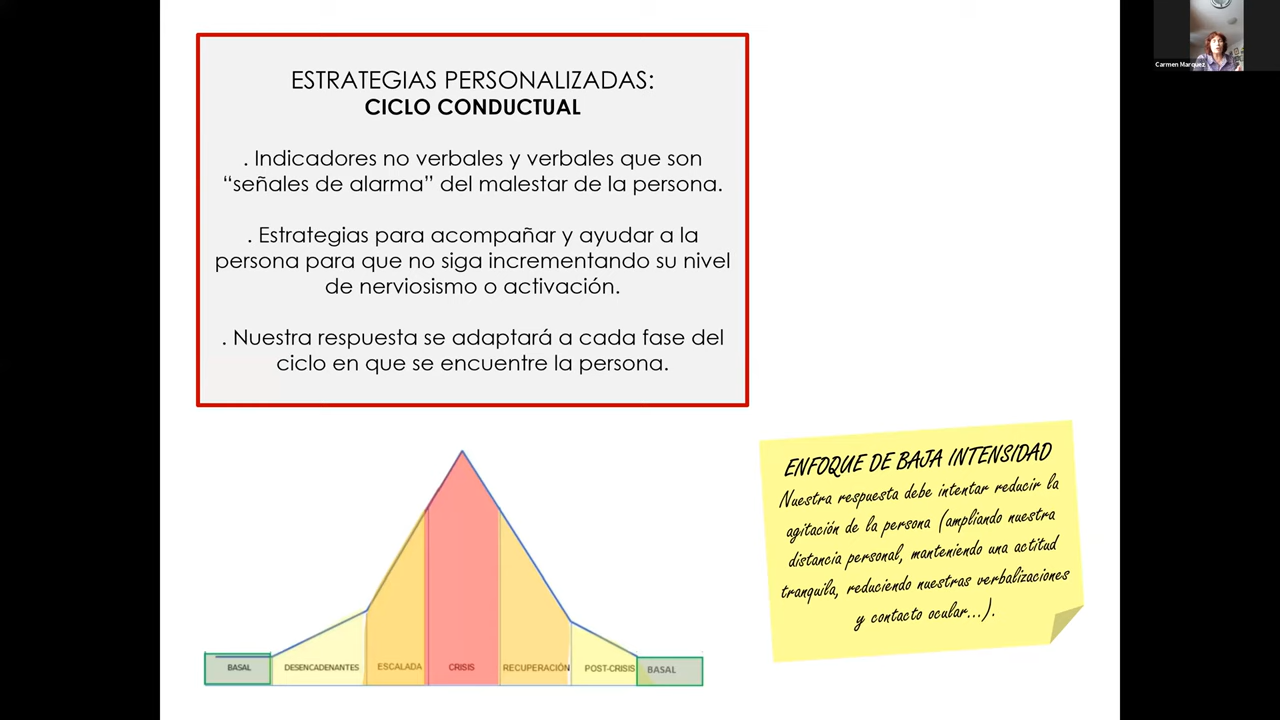 Carmen Marquez
ESTRATEGIAS PERSONALIZADAS:
CICLO CONDUCTUAL
. Indicadores no verbales y verbales que son
“señales de alarma” del malestar de la persona.
. Estrategias para acompañar y ayudar a la
persona para que no siga incrementando su nivel
de nerviosismo o activación.
. Nuestra respuesta se adaptará a cada fase del
ciclo en que se encuentre la persona.
ENFOQUE DE BAJA INTENSIDAD
Nuestra respuesta debe intentar reducir la
agitación de la persona (ampliando nuestra
distancia personal, manteniendo una actitud
tranquila, reduciendo nuestras verbalizaciones
y contacto ocular...).
BASAL DESENCADENANTES ESCALADA CRISIS RECUPERACIÓN POST-CRISIS BASAL